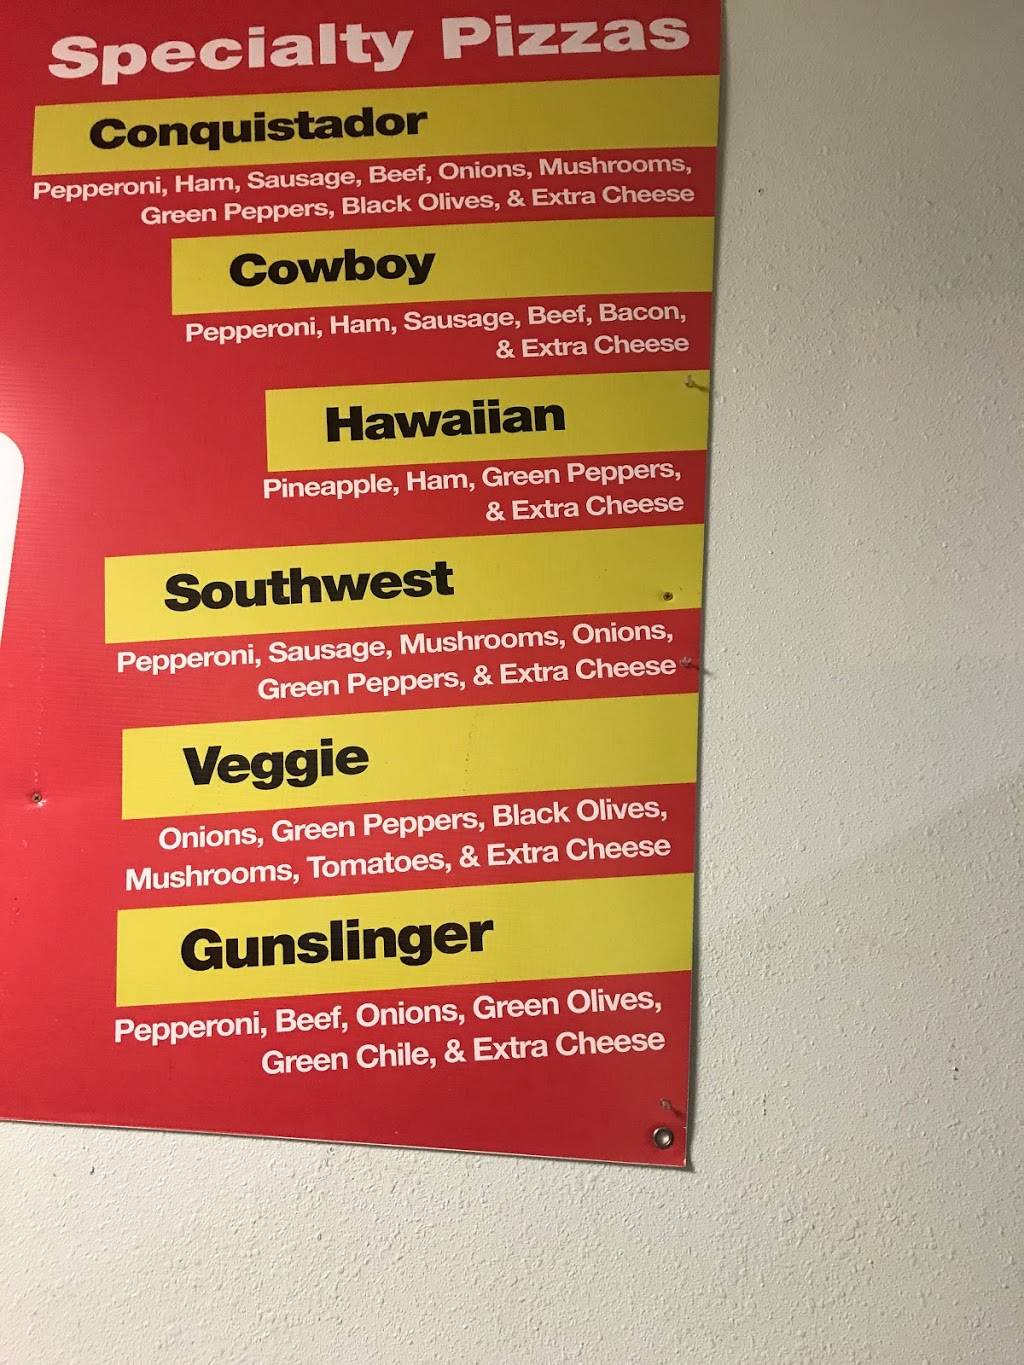 Specialty Pizzas
Conquistador
Pepperoni, Ham, Sausage, Beef, Onions, Mushrooms,
Green Peppers, Black Olives, & Extra Cheese
Cowboy
Pepperoni, Ham, Sausage, Beef, Bacon,
& Extra Cheese
Hawaiian
Pineapple, Ham, Green Peppers,
& Extra Cheese
Southwest
Pepperoni, Sausage, Mushrooms, Onions,
Green Peppers, & Extra Cheese
Veggie
Onions, Green Peppers, Black Olives,
Mushrooms, Tomatoes, & Extra Cheese
Gunslinger
Pepperoni, Beef, Onions, Green Olives,
Green Chile, & Extra Cheese